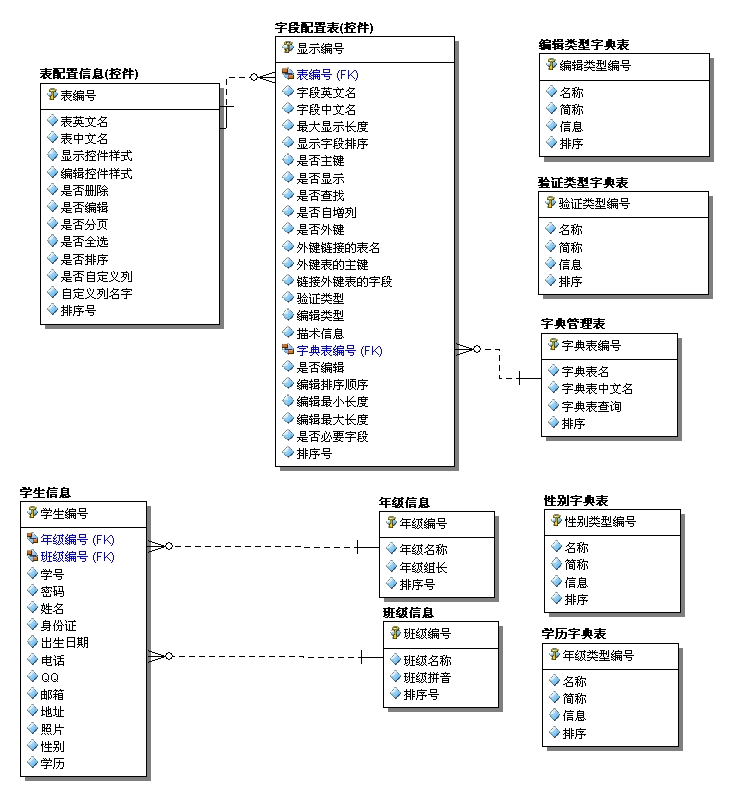 表配置信息(控件)
表编号
表英文名
表中文名
显示控件样式
编辑控件样式
是否删除
是否编辑
是否分页
是否全选
是否排序
是否自定义列
自定义列名字
排序号
字段配置表(控件)
显示编号
表编号 (FK)
字段英文名
字段中文名
最大显示长度
显示字段排序
是否主键
是否显示
是否查找
是否自增列
是否外键
外键链接的表名
外键表的主键
链接外键表的字段
验证类型
编辑类型
描术信息
字典表编号 (FK)
是否编辑
编辑排序顺序
编辑最小长度
编辑最大长度
是否必要字段
排序号
编辑类型字典表
编辑类型编号
名称
简称
信息
排序
验证类型字典表
验证类型编号
名称
简称
信息
排序
字典管理表
字典表编号
字典表名
字典表中文名
字典表查询
排序
学生信息
学生编号
年级编号 (FK)
班级编号 (FK)
学号
密码
姓名
身份证
出生日期
电话
QQ
邮箱
地址
照片
性别
学历
年级信息
年级编号
年级名称
年级组长
排序号
班级信息
班级编号
班级名称
班级拼音
排序号
性别字典表
性别类型编号
名称
简称
信息
排序
学历字典表
年级类型编号
名称
简称
信息
排序